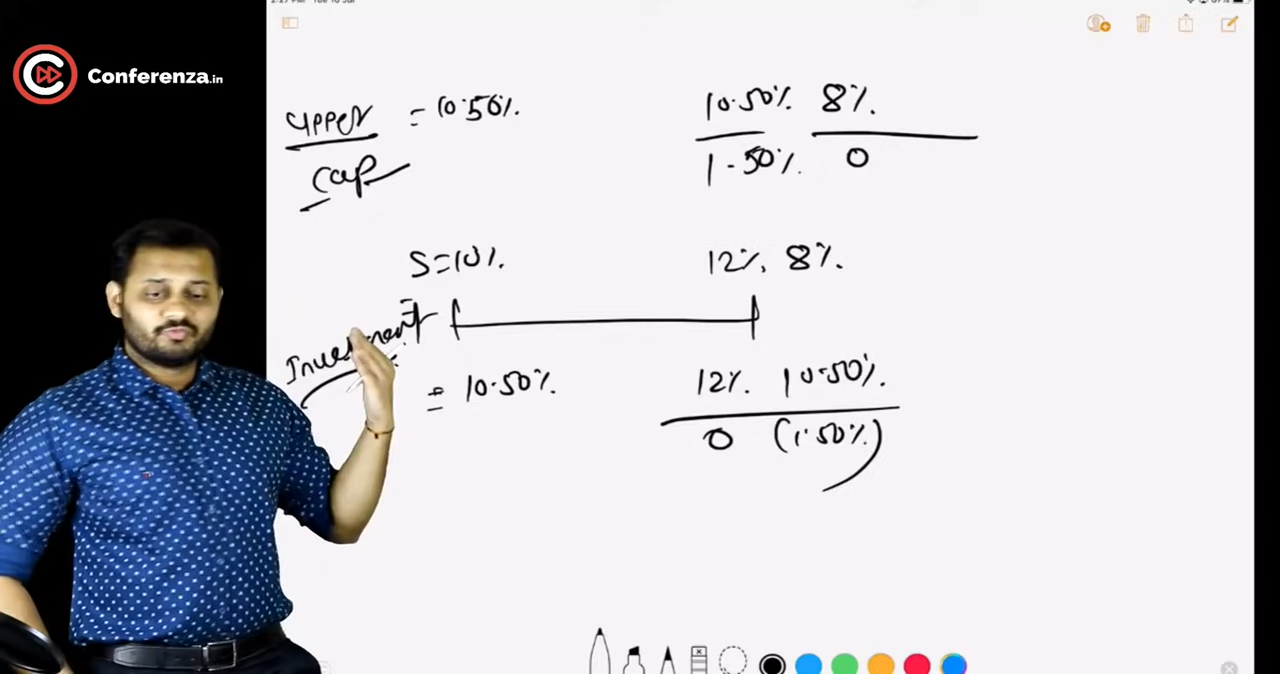 Conferenza.in
upper = 10.50%.
Cap
10.50% 8%.
1.50%. 0
S=10%.
12%. 8%.
Investment
= 10.50%.
12%. 10.50%.
0 (1.50%)